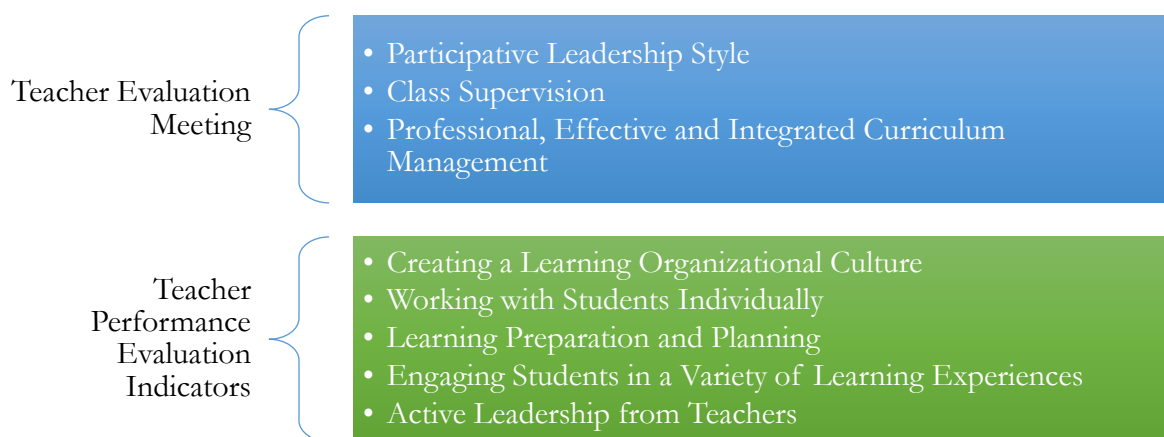 Teacher Evaluation
Meeting
• Participative Leadership Style
• Class Supervision
• Professional, Effective and Integrated Curriculum
Management
Teacher
Performance
Evaluation
Indicators
• Creating a Learning Organizational Culture
• Working with Students Individually
• Learning Preparation and Planning
• Engaging Students in a Variety of Learning Experiences
• Active Leadership from Teachers